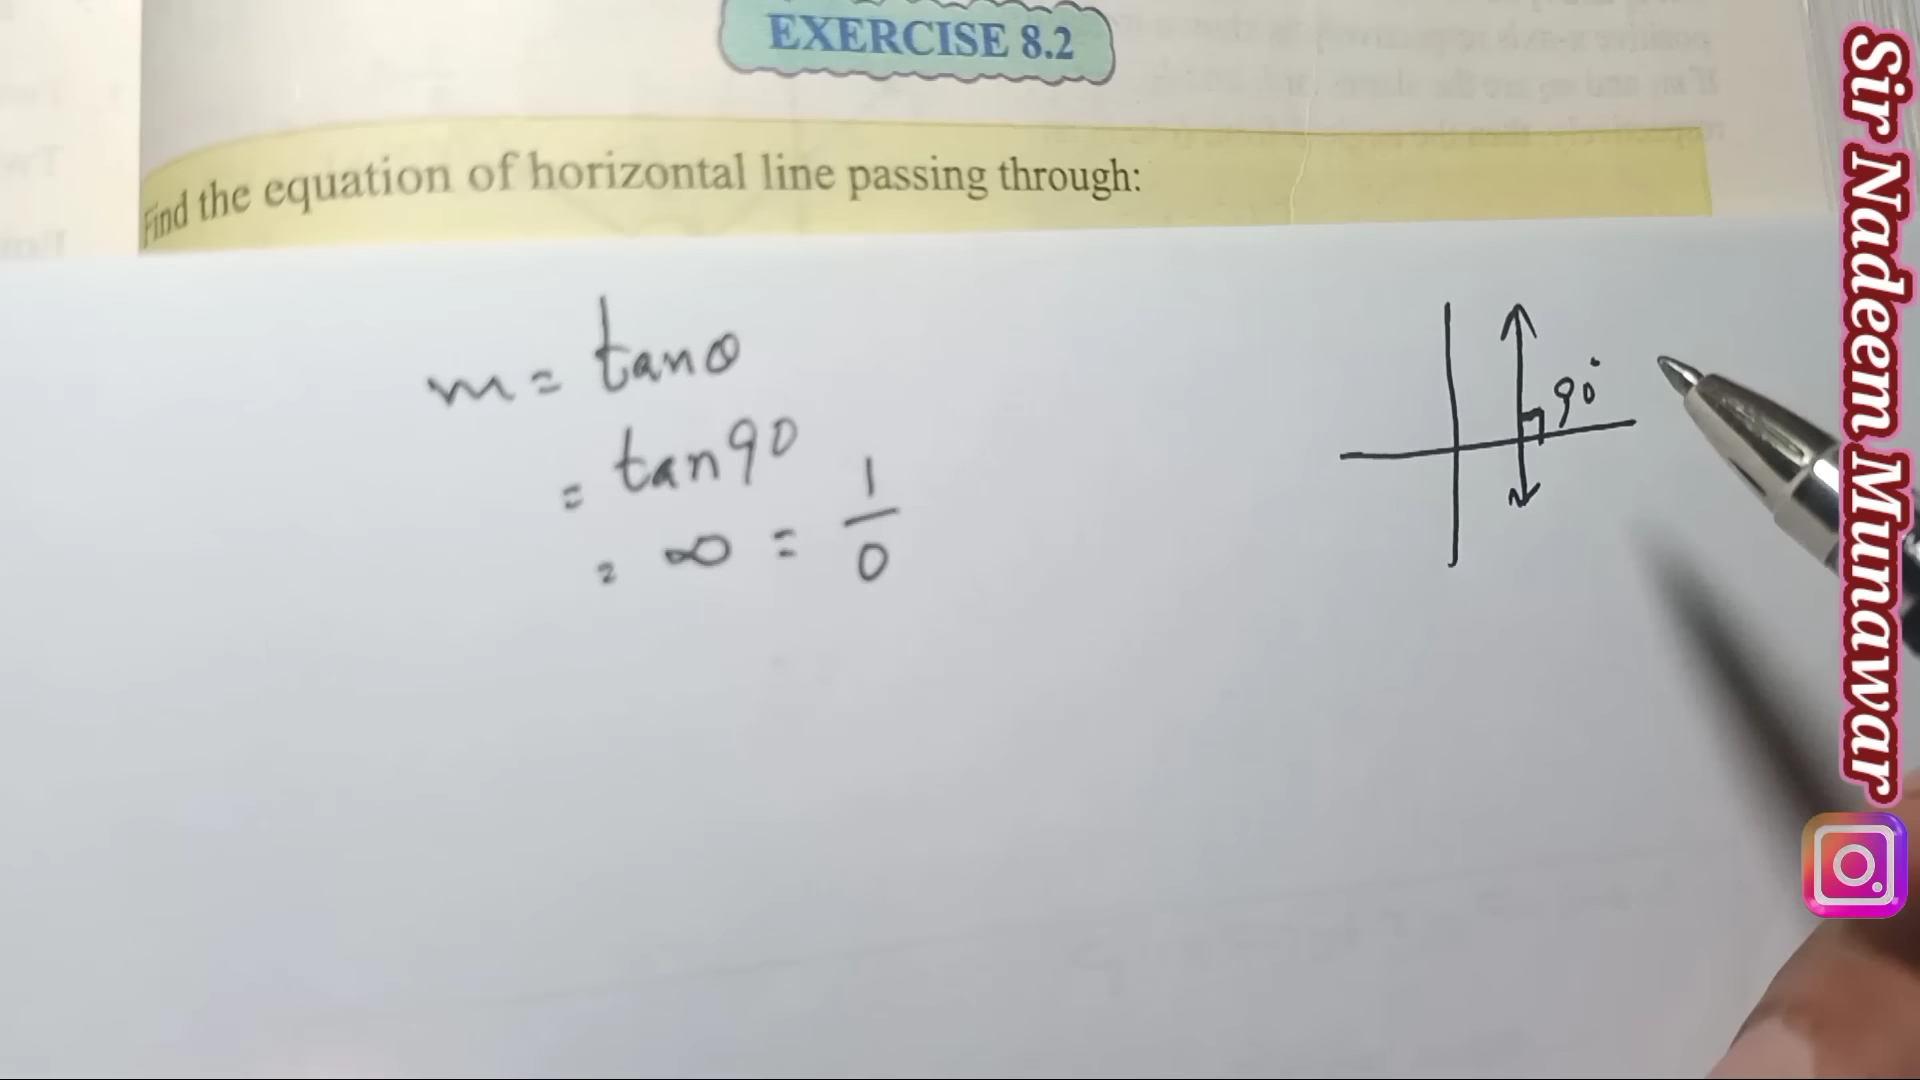 EXERCISE 8.2
Find the equation of horizontal line passing through:
m = tanθ
= tan90
= ∞ = 1/0
90°
Sir Nadeem Munawar